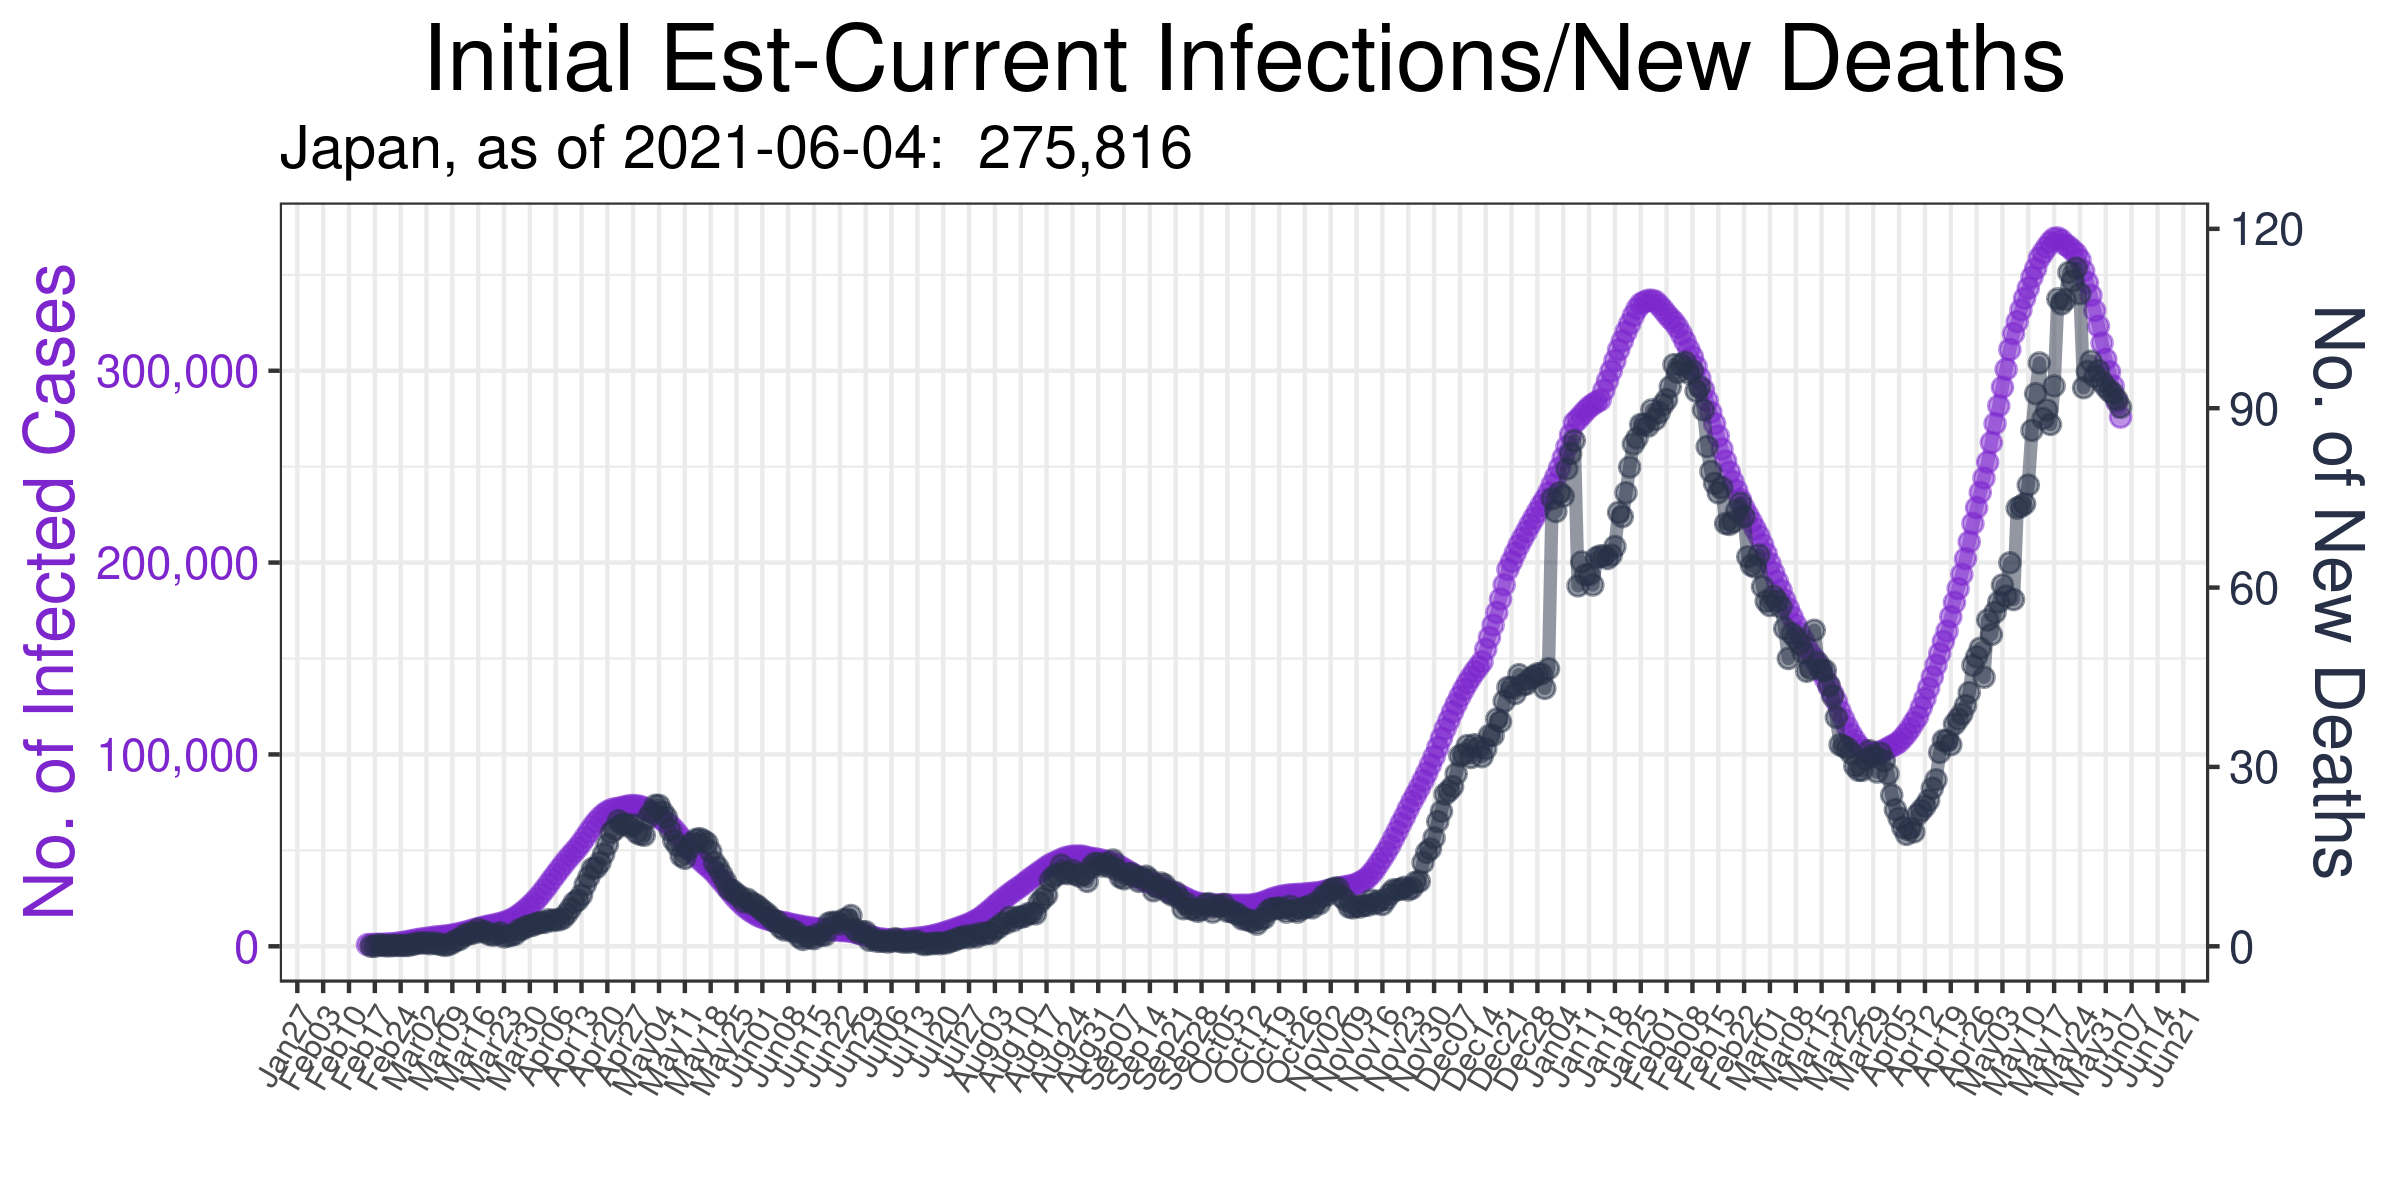 Initial Est-Current Infections/New Deaths
Japan, as of 2021-06-04:  275,816
No. of Infected Cases
300,000
200,000
100,000
0
120
90
60
30
0
No. of New Deaths
Jan27
Feb03
Feb10
Feb17
Feb24
Mar02
Mar09
Mar16
Mar23
Mar30
Apr06
Apr13
Apr20
Apr27
May04
May11
May18
May25
Jun01
Jun08
Jun15
Jun22
Jun29
Jul06
Jul13
Jul20
Jul27
Aug03
Aug10
Aug17
Aug24
Aug31
Sep07
Sep14
Sep21
Sep28
Oct05
Oct12
Oct19
Oct26
Nov02
Nov09
Nov16
Nov23
Nov30
Dec07
Dec14
Dec21
Dec28
Jan04
Jan11
Jan18
Jan25
Feb01
Feb08
Feb15
Feb22
Mar01
Mar08
Mar15
Mar22
Mar29
Apr05
Apr12
Apr19
Apr26
May03
May10
May17
May24
May31
Jun07
Jun14
Jun21